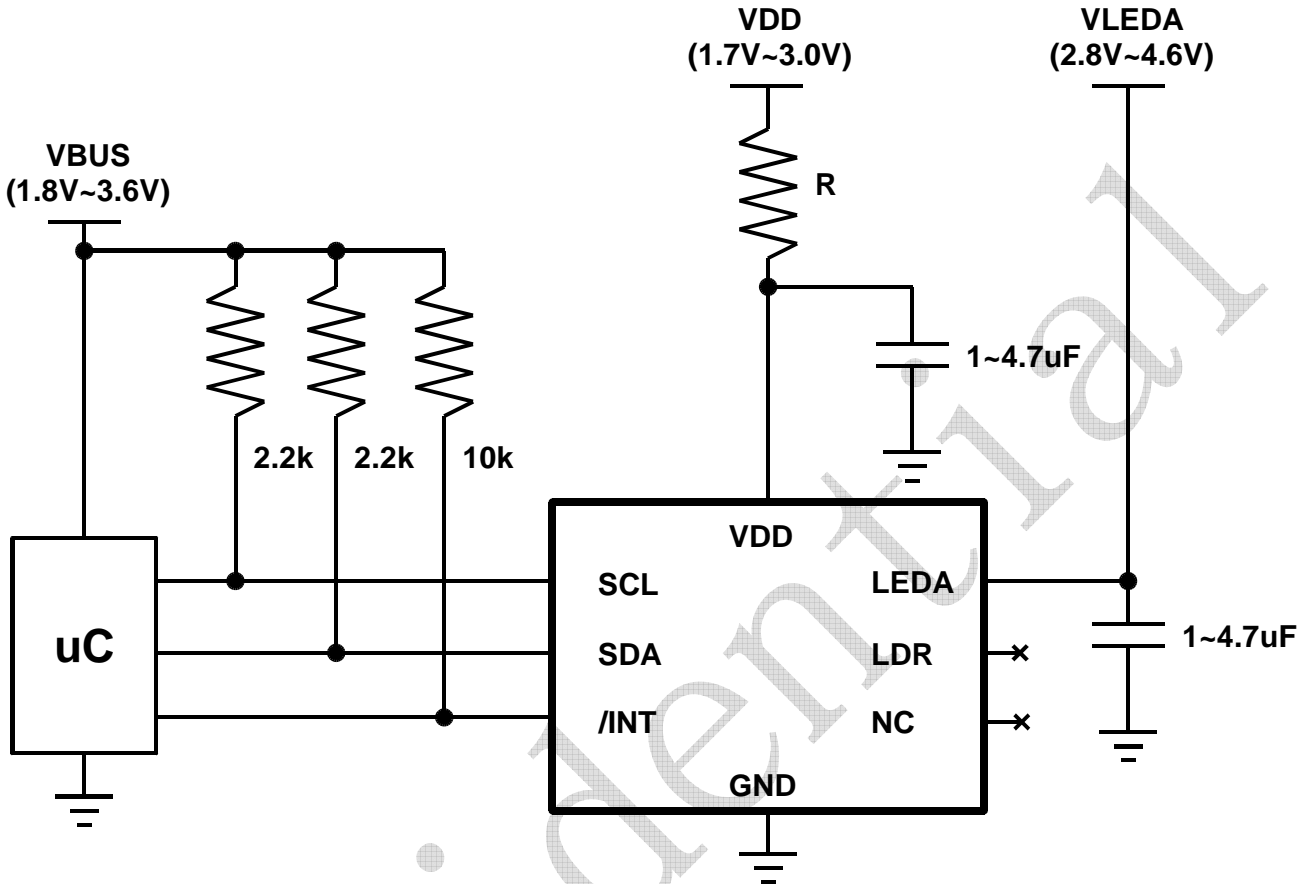 VDD
(1.7V~3.0V)
VLEDA
(2.8V~4.6V)
VBUS
(1.8V~3.6V)
R
1~4.7uF
2.2k
2.2k
10k
VDD
SCL
LEDA
uC
SDA
LDR
1~4.7uF
/INT
NC
GND
idential